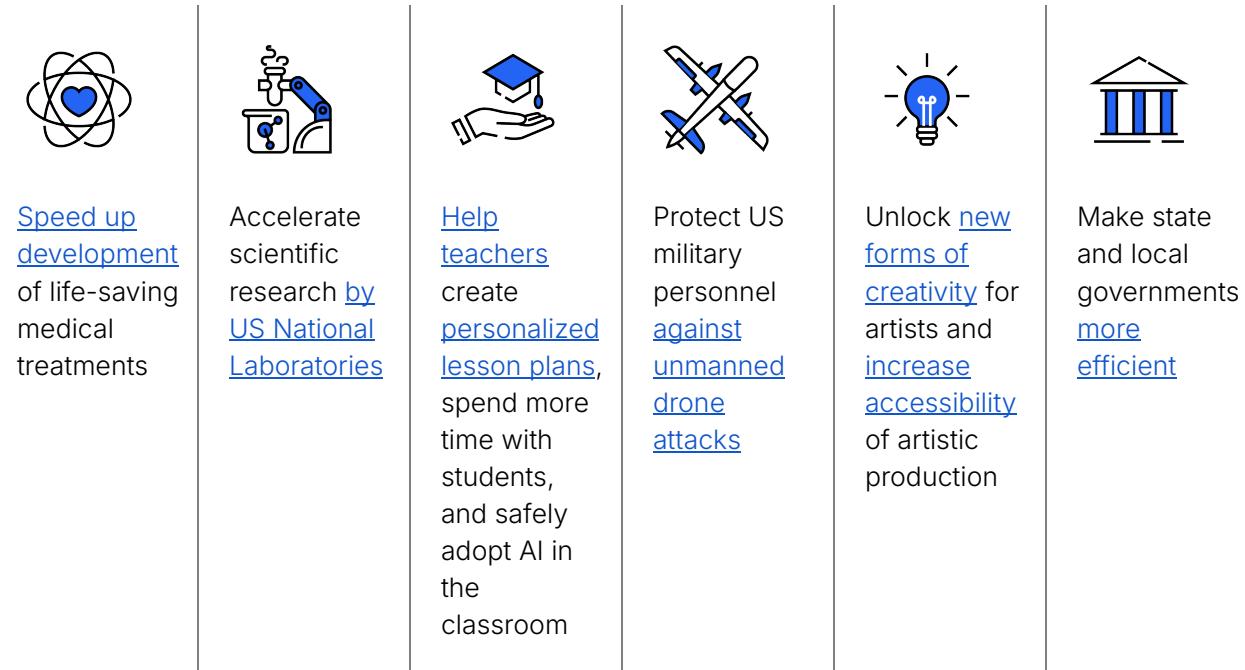 Speed up
development
of life-saving
medical
treatments
Accelerate
scientific
research by
US National
Laboratories
Help
teachers
create
personalized
lesson plans,
spend more
time with
students,
and safely
adopt AI in
the
classroom
Protect US
military
personnel
against
unmanned
drone
attacks
Unlock new
forms of
creativity for
artists and
increase
accessibility
of artistic
production
Make state
and local
governments
more
efficient